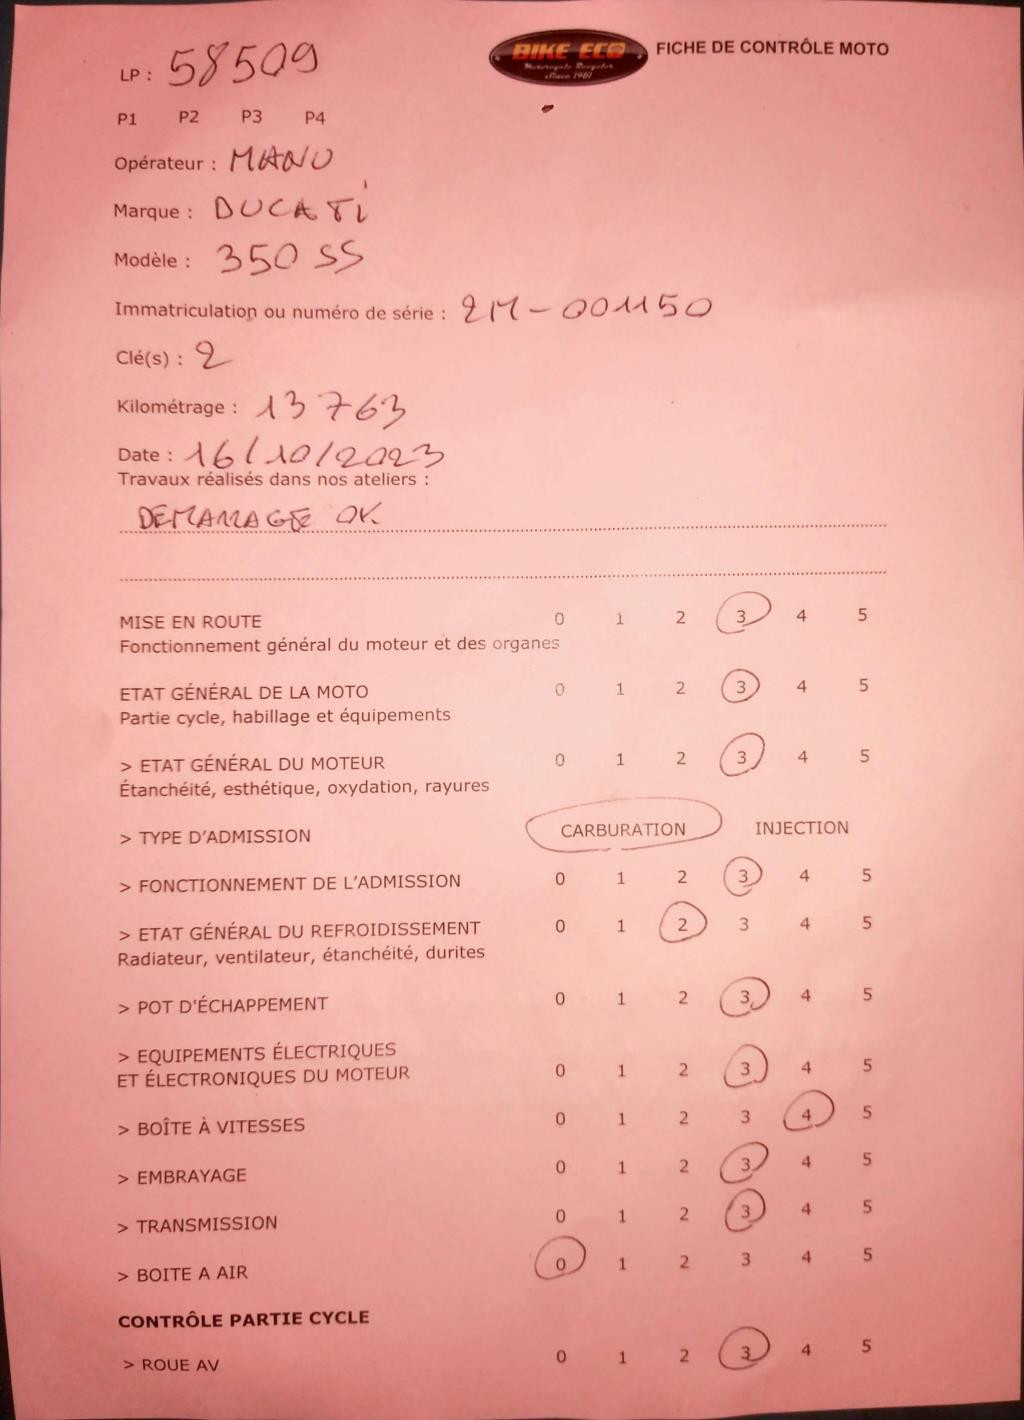 LP : 58509
BIKE ECO
Motorcycle Recycler
Since 1981
FICHE DE CONTRÔLE MOTO
P1 P2 P3 P4
Opérateur : MANU
Marque : DUCATI
Modèle : 350 SS
Immatriculation ou numéro de série : 2M-001150
Clé(s) : 2
Kilométrage : 13763
Date : 16/10/2023
Travaux réalisés dans nos ateliers :
DEMARRAGE OK
MISE EN ROUTE 0 1 2 3 4 5
Fonctionnement général du moteur et des organes
ETAT GÉNÉRAL DE LA MOTO 0 1 2 3 4 5
Partie cycle, habillage et équipements
> ETAT GÉNÉRAL DU MOTEUR 0 1 2 3 4 5
Étanchéité, esthétique, oxydation, rayures
> TYPE D'ADMISSION CARBURATION INJECTION
> FONCTIONNEMENT DE L'ADMISSION 0 1 2 3 4 5
> ETAT GÉNÉRAL DU REFROIDISSEMENT 0 1 2 3 4 5
Radiateur, ventilateur, étanchéité, durites
> POT D'ÉCHAPPEMENT 0 1 2 3 4 5
> EQUIPEMENTS ÉLECTRIQUES
ET ÉLECTRONIQUES DU MOTEUR 0 1 2 3 4 5
> BOÎTE À VITESSES 0 1 2 3 4 5
> EMBRAYAGE 0 1 2 3 4 5
> TRANSMISSION 0 1 2 3 4 5
> BOITE A AIR 0 1 2 3 4 5
CONTRÔLE PARTIE CYCLE
> ROUE AV 0 1 2 3 4 5